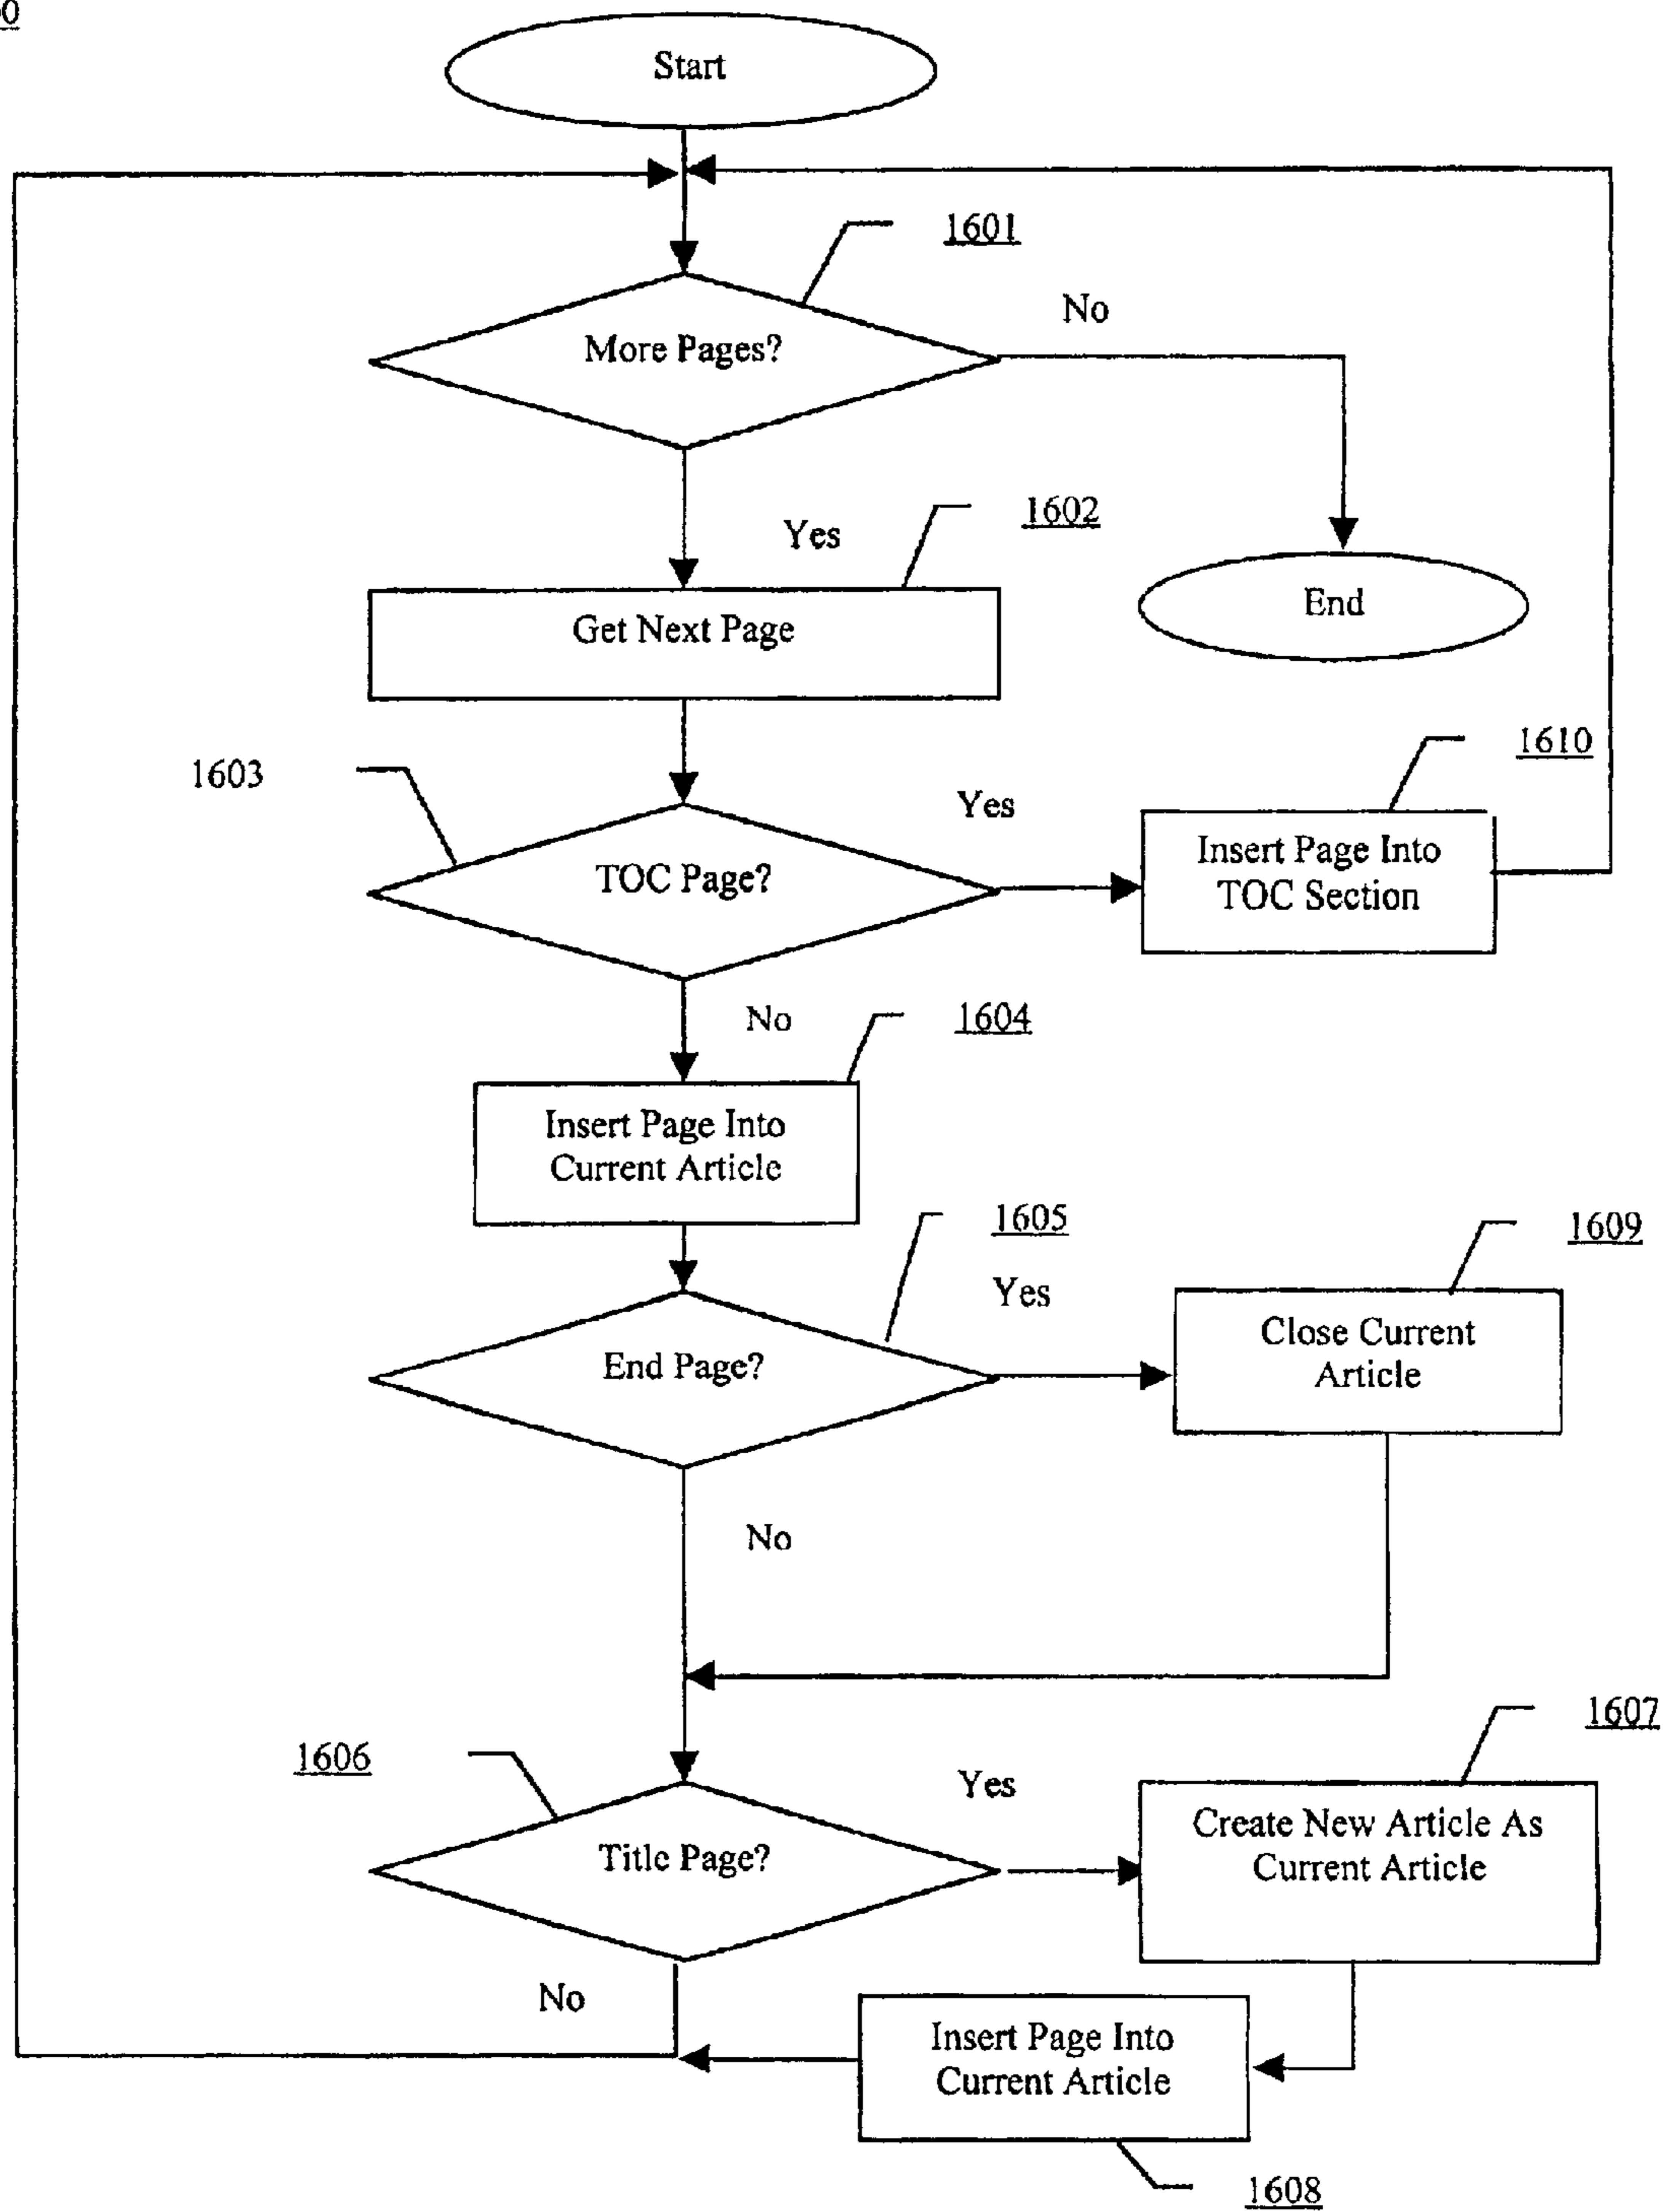 Start
1601
No
More Pages?
Yes
1602
Get Next Page
End
1603
Yes
1610
TOC Page?
Insert Page Into
TOC Section
No
1604
Insert Page Into
Current Article
1605
1609
Yes
End Page?
Close Current
Article
No
1607
1606
Yes
Title Page?
Create New Article As
Current Article
No
Insert Page Into
Current Article
1608